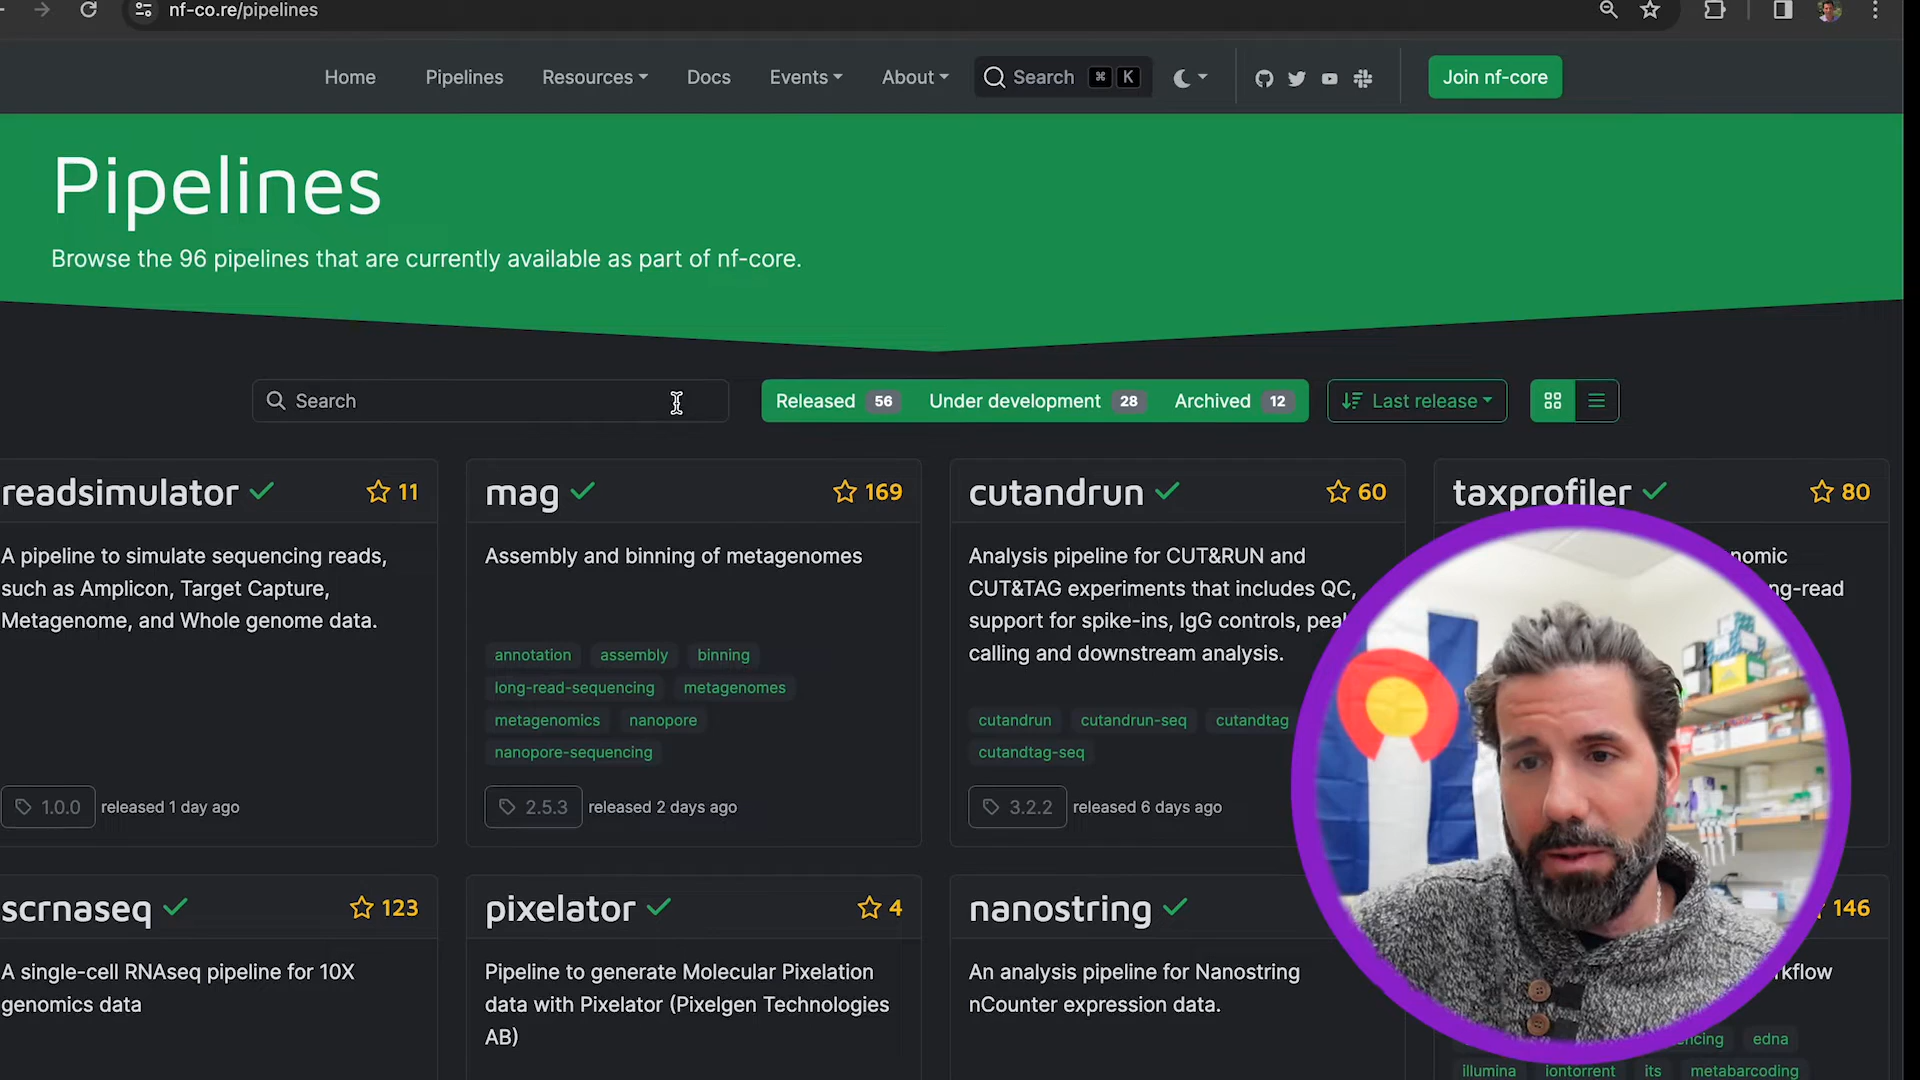 nf-co.re/pipelines
Home Pipelines Resources Docs Events About Search ⌘ K Join nf-core
Pipelines
Browse the 96 pipelines that are currently available as part of nf-core.
Search Released 56 Under development 28 Archived 12 Last release
readsimulator 11
A pipeline to simulate sequencing reads,
such as Amplicon, Target Capture,
Metagenome, and Whole genome data.
1.0.0 released 1 day ago
mag 169
Assembly and binning of metagenomes
annotation assembly binning
long-read-sequencing metagenomes
metagenomics nanopore
nanopore-sequencing
2.5.3 released 2 days ago
cutandrun 60
Analysis pipeline for CUT&RUN and
CUT&TAG experiments that includes QC,
support for spike-ins, IgG controls,
calling and downstream analysis.
cutandrun cutandrun-seq cutandtag
cutandtag-seq
3.2.2 released 6 days ago
taxprofiler 80
scrnaseq 123
A single-cell RNAseq pipeline for 10X
genomics data
pixelator 4
Pipeline to generate Molecular Pixelation
data with Pixelator (Pixelgen Technologies
AB)
nanostring
An analysis pipeline for Nanostring
nCounter expression data.
146
edna
illumina iontorrent its metabarcoding